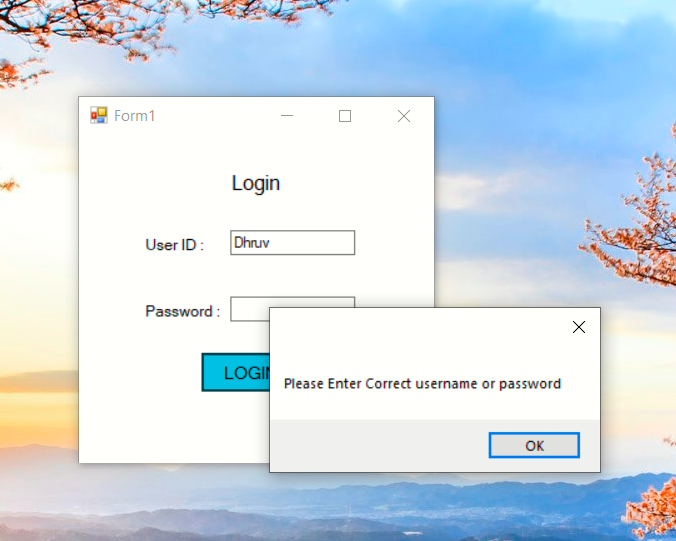 Form1
Login
User ID :
Dhruv
Password :
LOGIN
Please Enter Correct username or password
OK